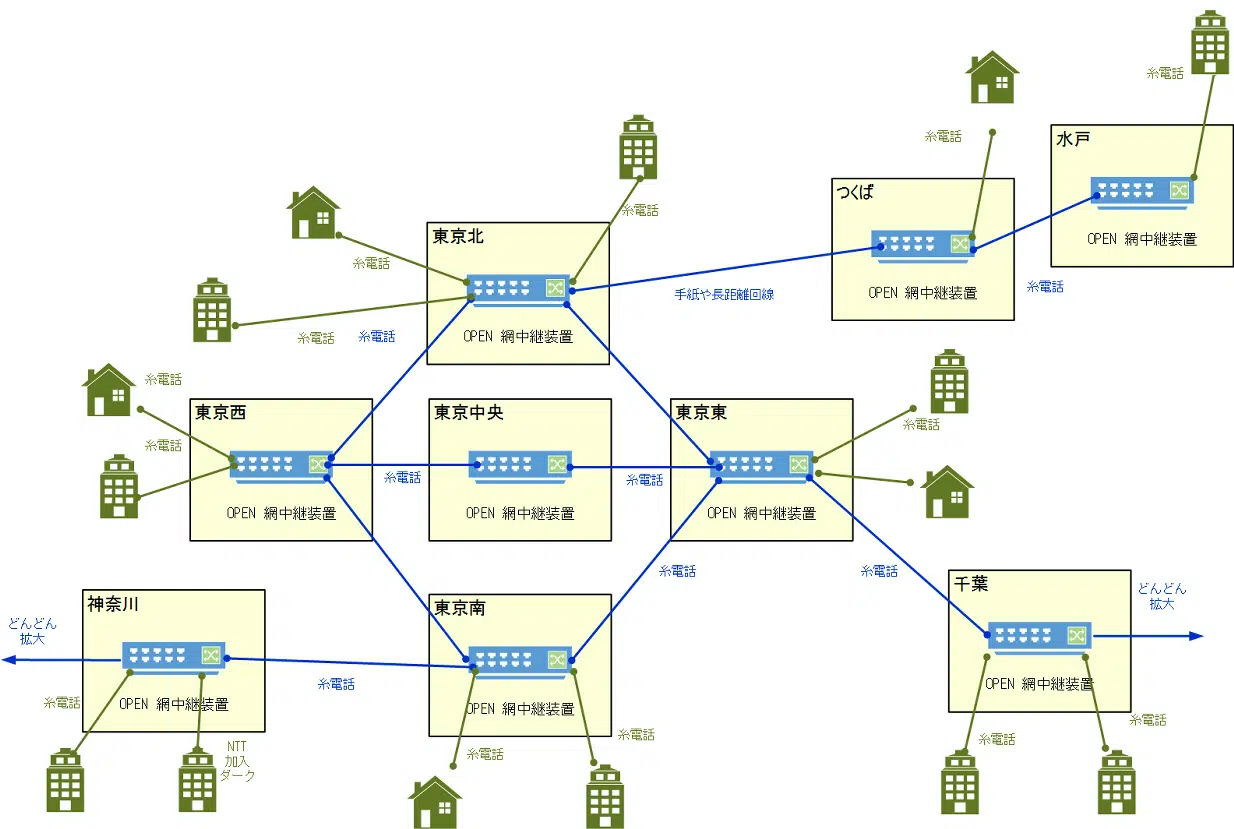 糸電話
水戸
糸電話
つくば
OPEN 網中継装置
糸電話
東京北
糸電話
OPEN 網中継装置
糸電話
手紙や長距離回線
糸電話
糸電話
OPEN 網中継装置
糸電話
東京西
東京中央
東京東
糸電話
糸電話
糸電話
糸電話
OPEN 網中継装置
OPEN 網中継装置
OPEN 網中継装置
糸電話
糸電話
千葉
どんどん
拡大
神奈川
東京南
どんどん
拡大
糸電話
OPEN 網中継装置
糸電話
OPEN 網中継装置
OPEN 網中継装置
糸電話
糸電話
糸電話
糸電話
NTT
加入
ダーク
糸電話